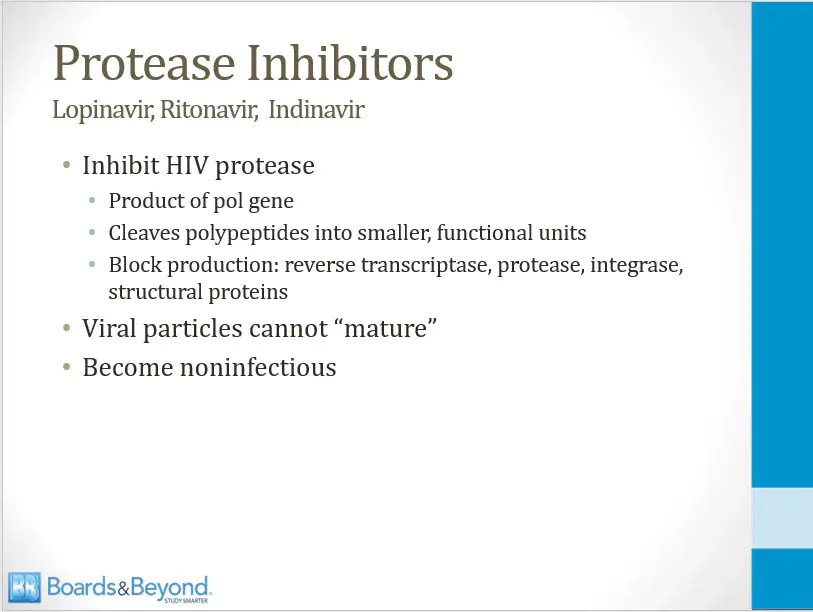 Protease Inhibitors
Lopinavir, Ritonavir, Indinavir
• Inhibit HIV protease
• Product of pol gene
• Cleaves polypeptides into smaller, functional units
• Block production: reverse transcriptase, protease, integrase,
structural proteins
• Viral particles cannot “mature”
• Become noninfectious
BB Boards&Beyond.
STUDY SMARTER